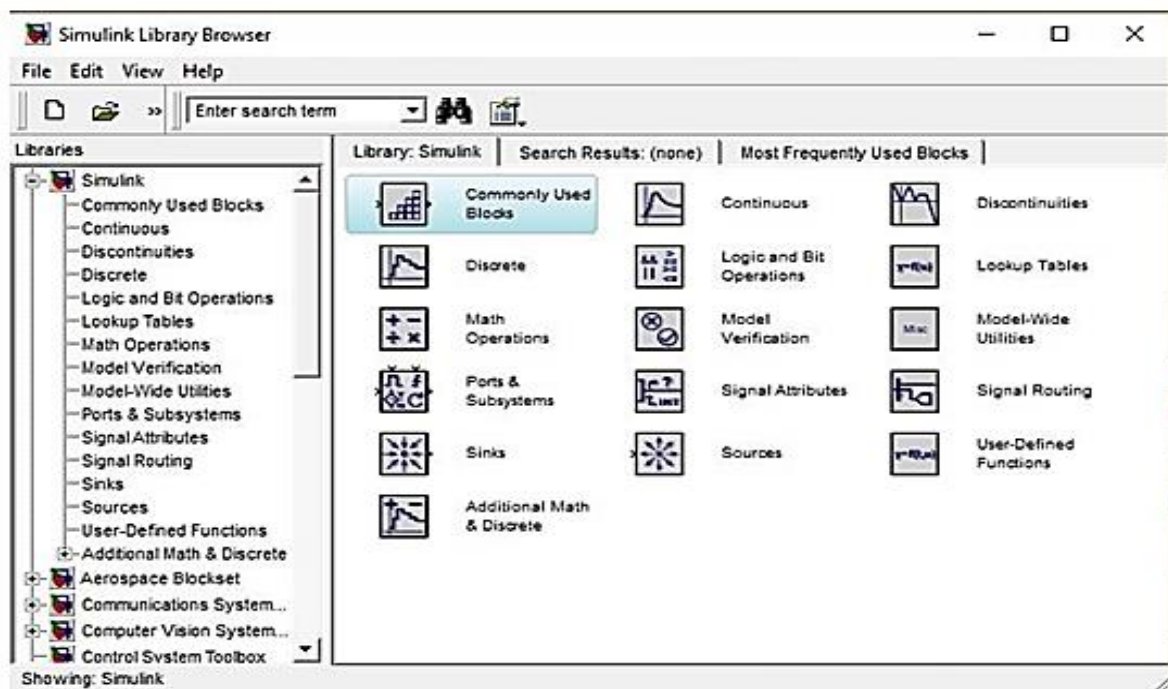 Simulink Library Browser
File Edit View Help
» Enter search term
Libraries
Simulink
Commonly Used Blocks
Continuous
Discontinuities
Discrete
Logic and Bit Operations
Lookup Tables
Math Operations
Model Verification
Model-Wide Utilities
Ports & Subsystems
Signal Attributes
Signal Routing
Sinks
Sources
User-Defined Functions
Additional Math & Discrete
Aerospace Blockset
Communications System...
Computer Vision System...
Control System Toolbox
Library: Simulink Search Results: (none) Most Frequently Used Blocks
Commonly Used
Blocks
Continuous
Discontinuities
Discrete
Logic and Bit
Operations
Lookup Tables
Math
Operations
Model
Verification
Misc
Model-Wide
Utilities
Ports &
Subsystems
Signal Attributes
Signal Routing
Sinks
Sources
User-Defined
Functions
Additional Math
& Discrete
Showing: Simulink